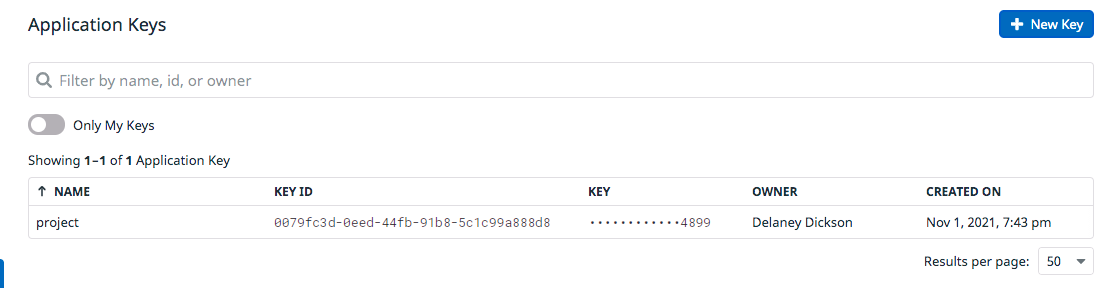 Application Keys
New Key
Filter by name, id, or owner
Only My Keys
Showing 1–1 of 1 Application Key
NAME KEY ID KEY OWNER CREATED ON
project 0079fc3d-0eed-44fb-91b8-5c1c99a888d8 ••••••••••••4899 Delaney Dickson Nov 1, 2021, 7:43 pm
Results per page: 50